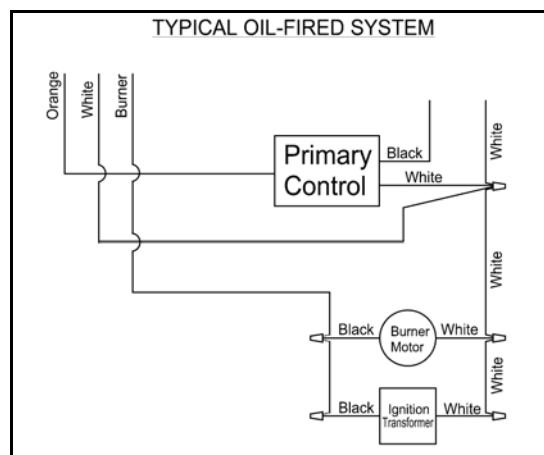 TYPICAL OIL-FIRED SYSTEM
Orange
White
Burner
Primary
Control
Black
White
White
White
Black
Burner
Motor
White
White
Black
Ignition
Transformer
White